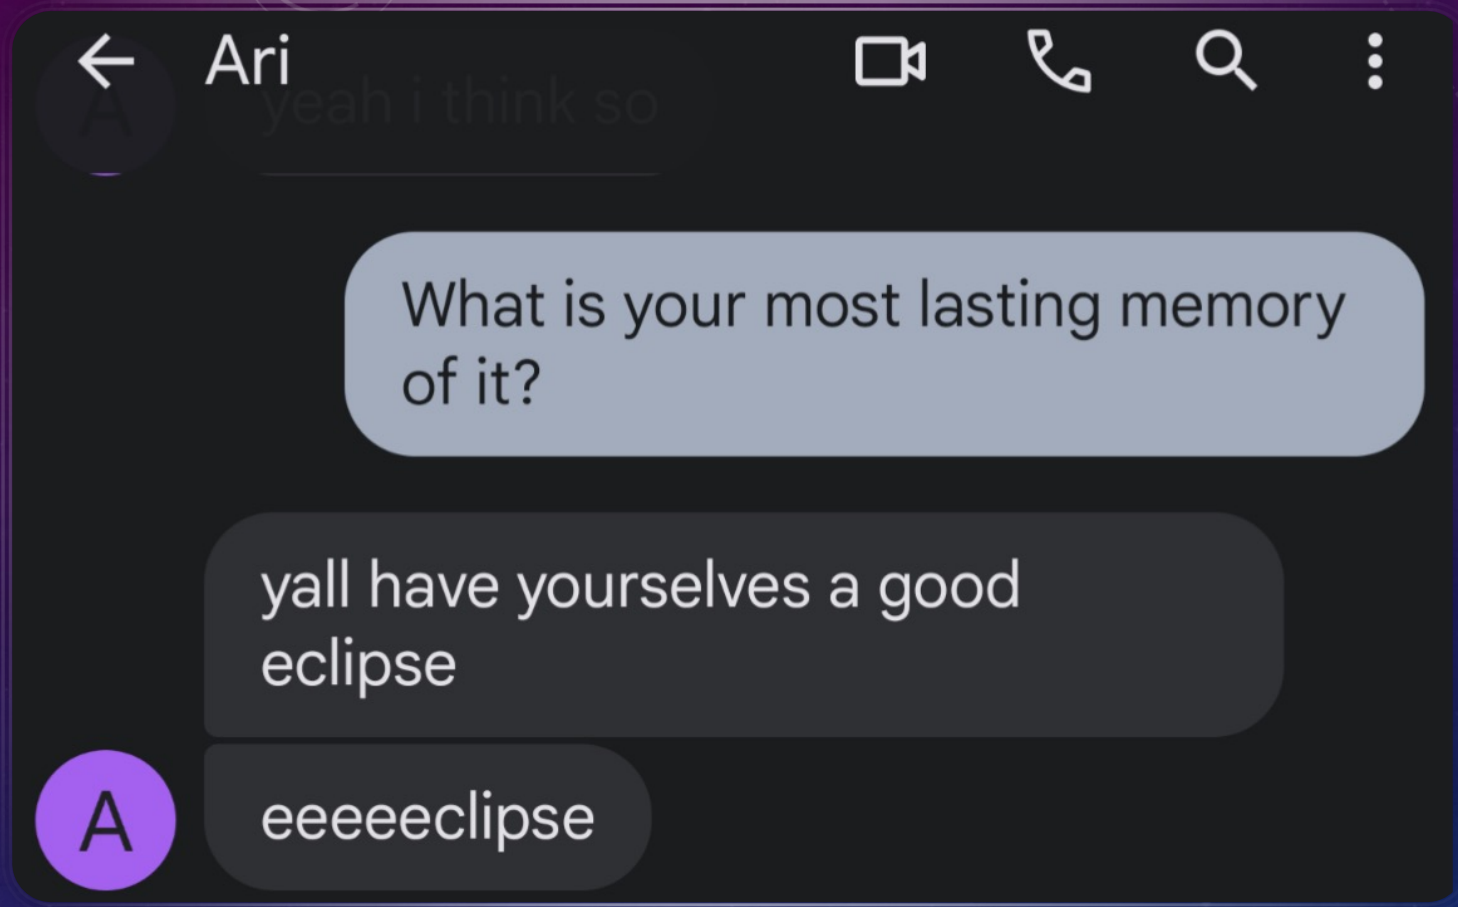 Ari
yeah i think so
What is your most lasting memory
of it?
yall have yourselves a good
eclipse
A
eeeeeclipse